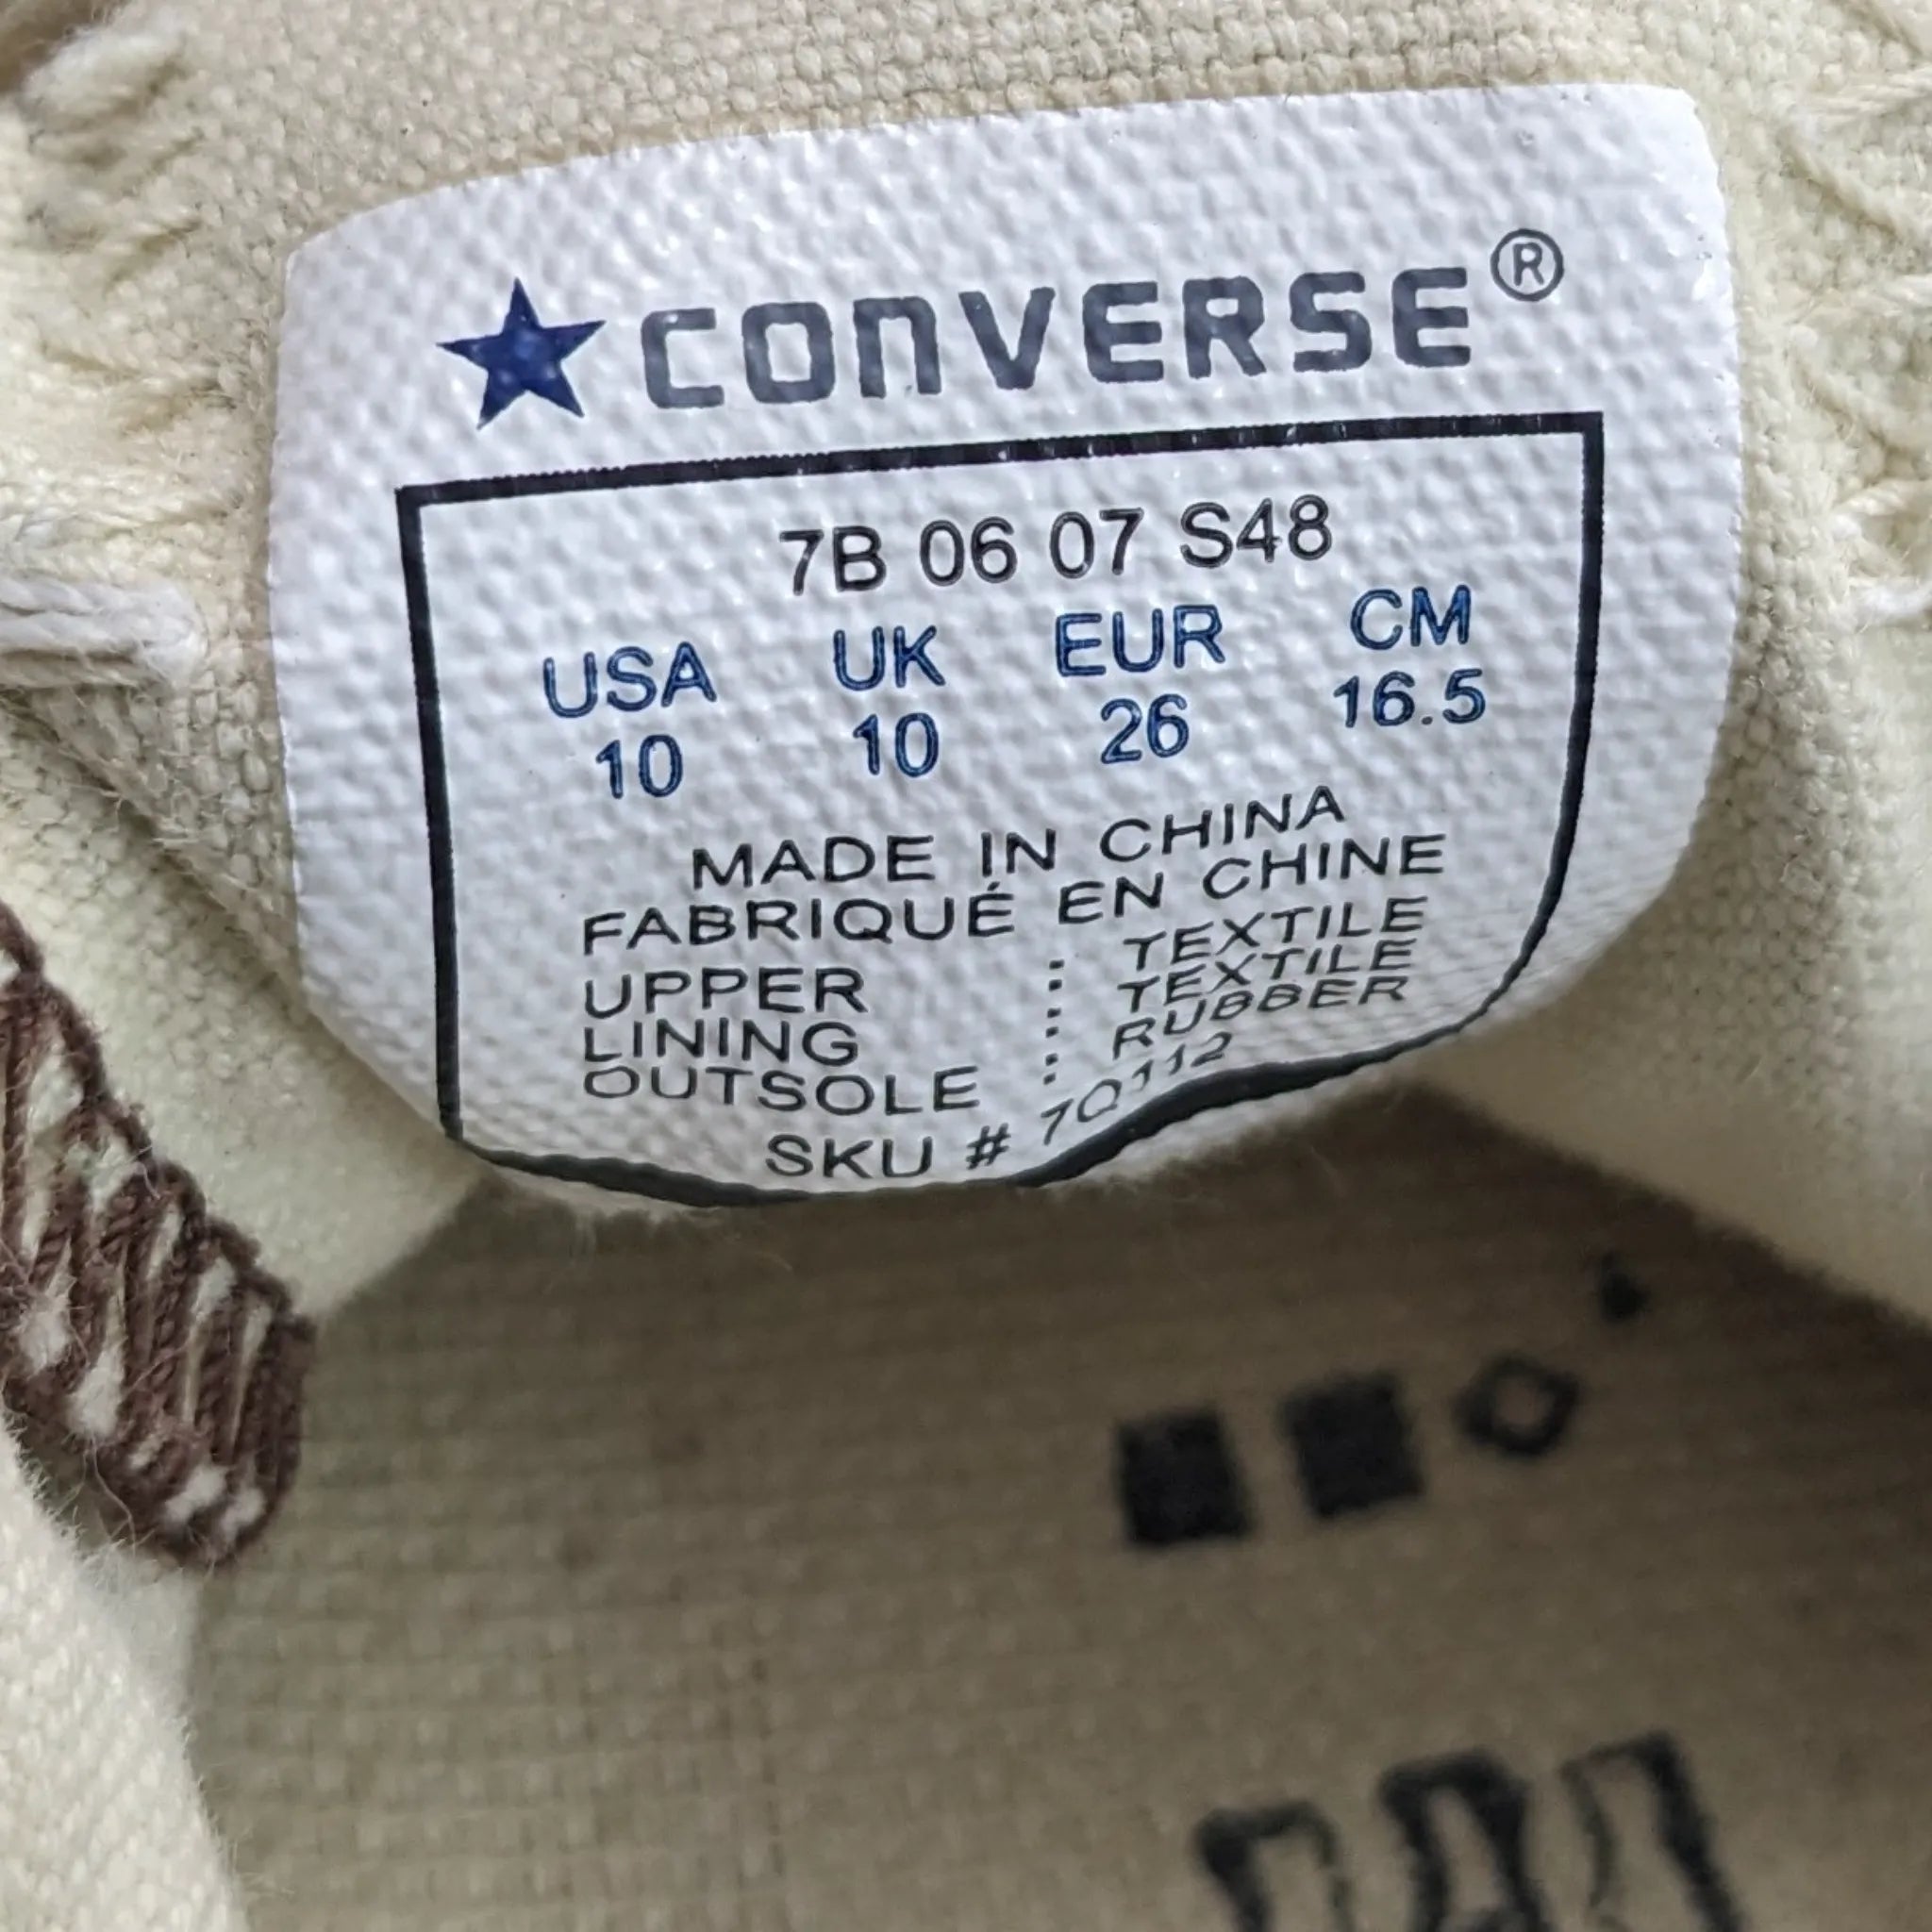 ★CONVERSE®
7B 06 07 S48
USA UK EUR CM
10 10 26 16.5
MADE IN CHINA
FABRIQUÉ EN CHINE
UPPER : TEXTILE
LINING : TEXTILE
OUTSOLE : RUBBER
SKU # 7Q112